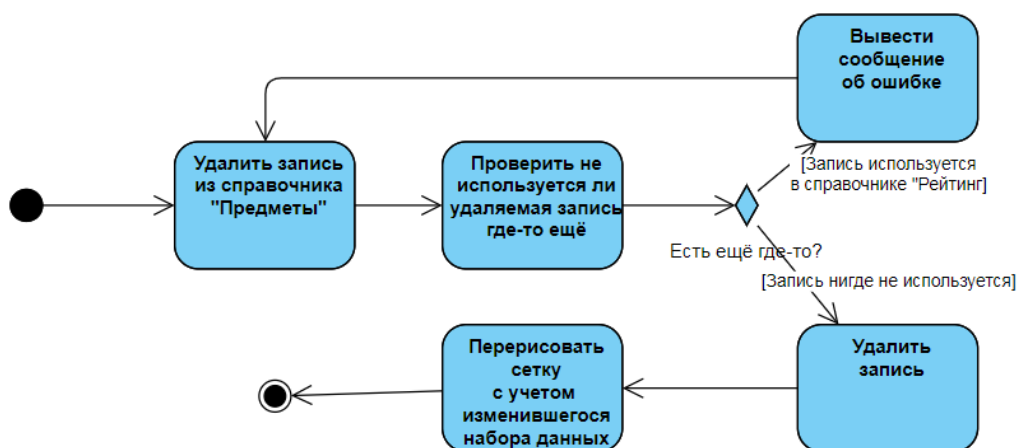 Вывести
сообщение
об ошибке
Удалить запись
из справочника
"Предметы"
Проверить не
используется ли
удаляемая запись
где-то ещё
[Запись используется
в справочнике "Рейтинг]
Есть ещё где-то?
[Запись нигде не используется]
Перерисовать
сетку
с учетом
изменившегося
набора данных
Удалить
запись